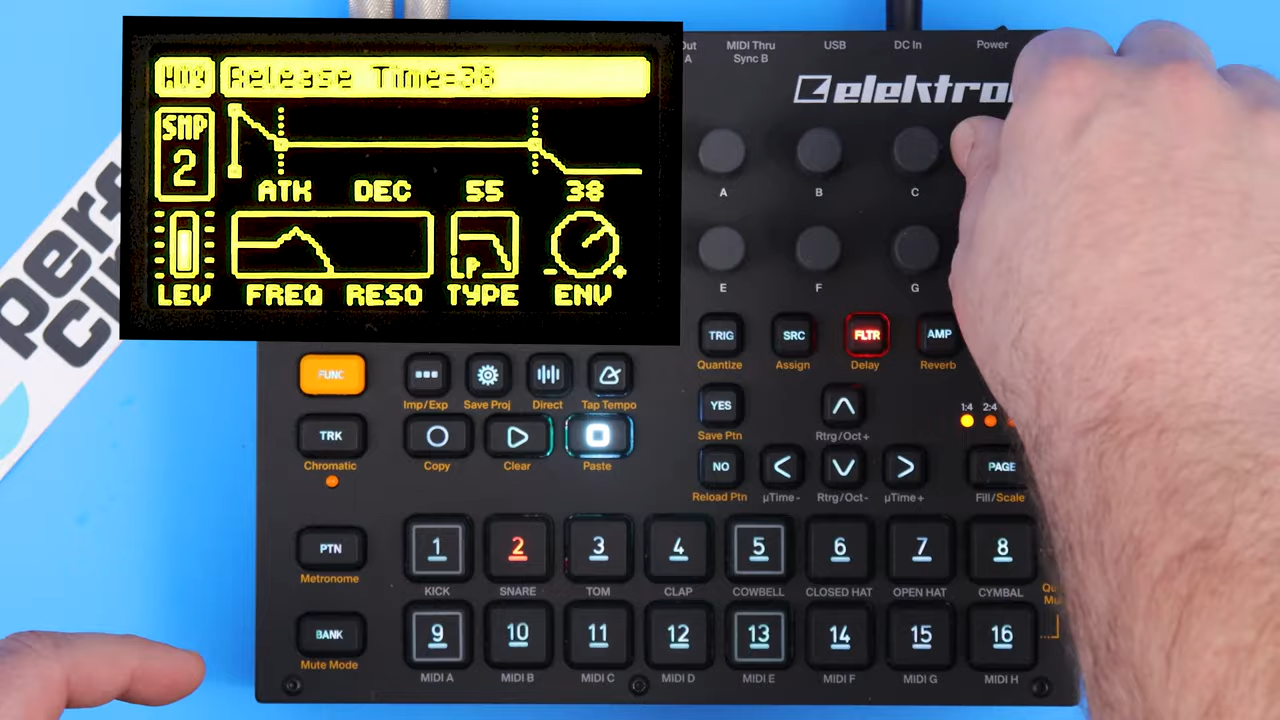 Release Time=38
SMP
2
ATK DEC 55 38
LP
LEV FREQ RESO TYPE ENV
MIDI Thru
Sync B
USB
DC In
Power
A
elektro
A B C
E F G
TRIG SRC FLTR AMP
Quantize Assign Delay Reverb
FUNC
Imp/Exp Save Proj Direct Tap Tempo
YES
Save Ptn
Rtrg/Oct+
1:4 2:4
TRK
Chromatic
Copy Clear Paste
NO PAGE
Reload Ptn µTime- Rtrg/Oct- µTime+ Fill/Scale
PTN
Metronome
1 2 3 4 5 6 7 8
KICK SNARE TOM CLAP COWBELL CLOSED HAT OPEN HAT CYMBAL
BANK
Mute Mode
9 10 11 12 13 14 15 16
MIDI A MIDI B MIDI C MIDI D MIDI E MIDI F MIDI G MIDI H